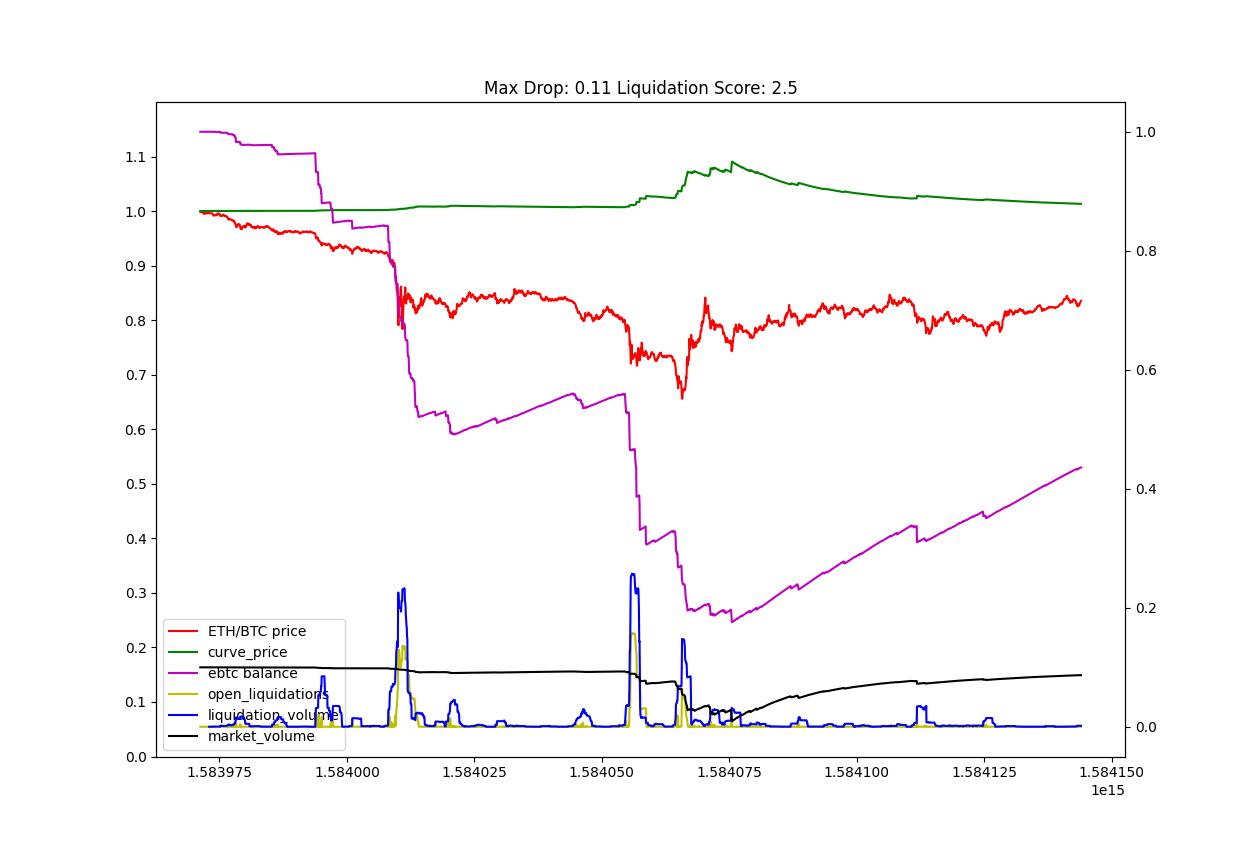 Max Drop: 0.11 Liquidation Score: 2.5
1.1
1.0
0.9
0.8
0.7
0.6
0.5
0.4
0.3
0.2
0.1
0.0
1.0
0.8
0.6
0.4
0.2
0.0
ETH/BTC price
curve_price
ebtc balance
open_liquidations
liquidation_volume
market_volume
1.583975 1.584000 1.584025 1.584050 1.584075 1.584100 1.584125 1.584150
1e15